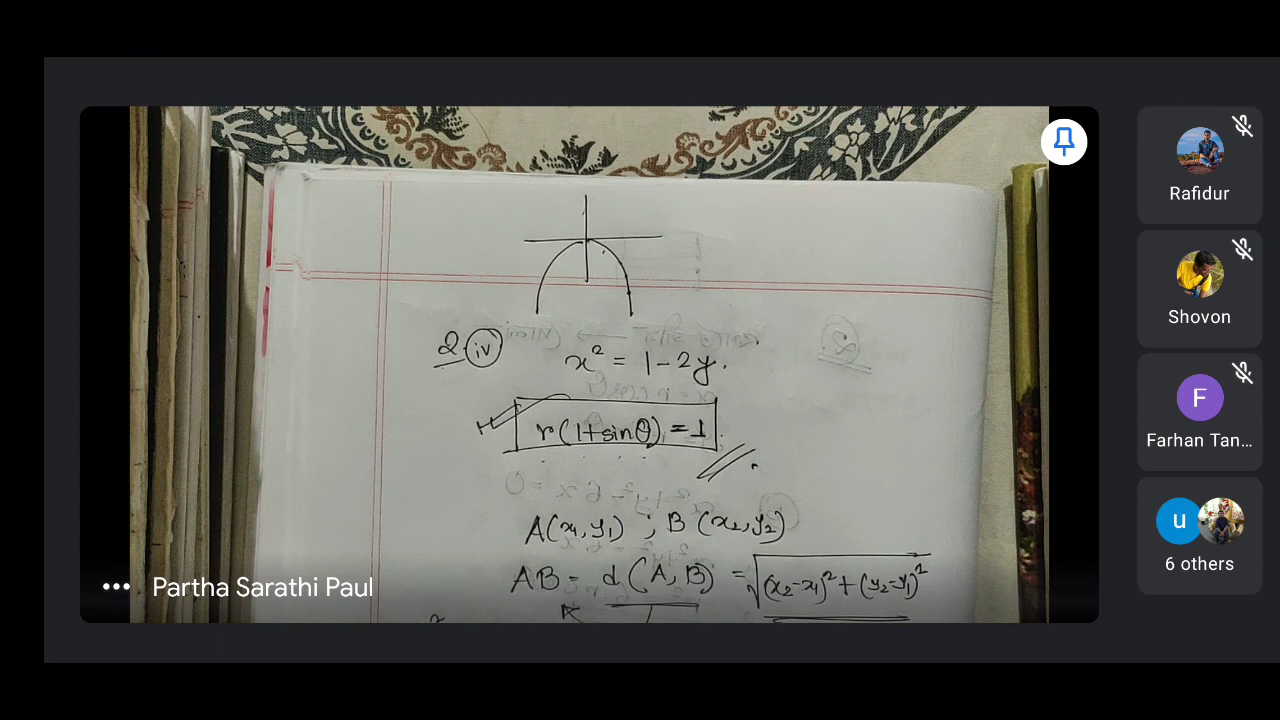 2. iv x² = 1 - 2y.
r(1+sinθ) = 1
A(x₁, y₁) ; B (x₂, y₂)
AB = d (A, B) = √(x₂-x₁)² + (y₂-y₁)²
Partha Sarathi Paul
Rafidur
Shovon
F
Farhan Tan...
u
6 others